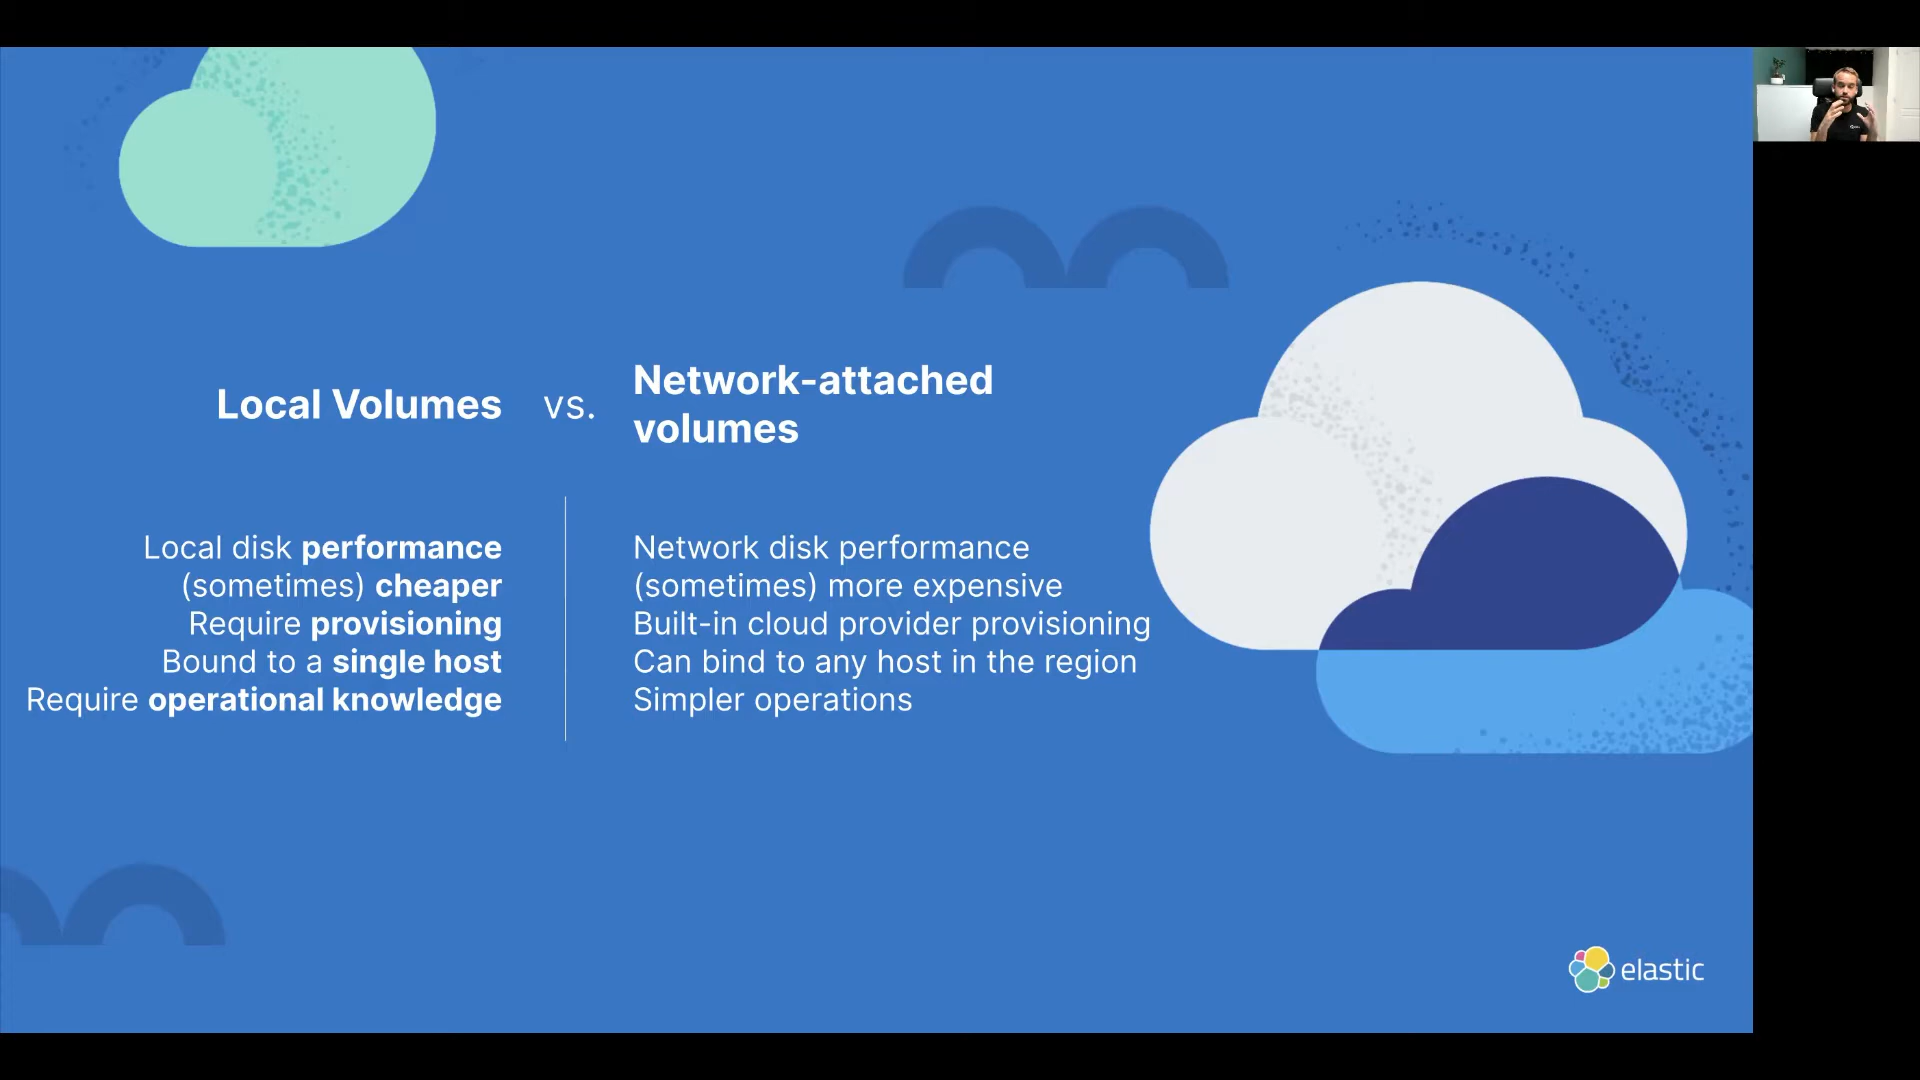 Local Volumes vs. Network-attached
volumes
Local disk performance
(sometimes) cheaper
Require provisioning
Bound to a single host
Require operational knowledge
Network disk performance
(sometimes) more expensive
Built-in cloud provider provisioning
Can bind to any host in the region
Simpler operations
elastic